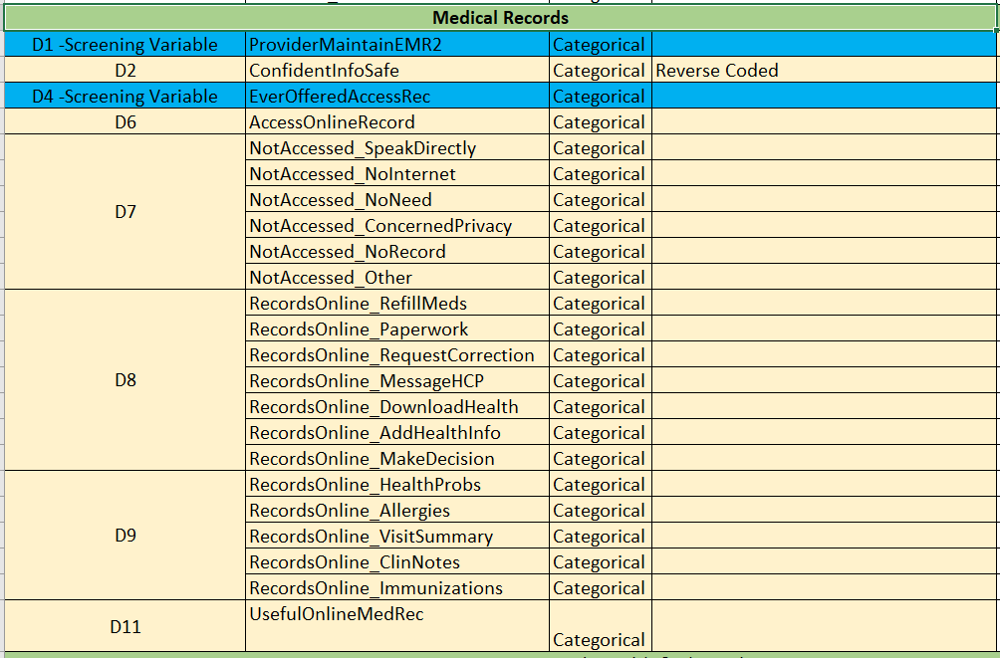 Medical Records
D1 -Screening Variable ProviderMaintainEMR2 Categorical
D2 ConfidentInfoSafe Categorical Reverse Coded
D4 -Screening Variable EverOfferedAccessRec Categorical
D6 AccessOnlineRecord Categorical
D7 NotAccessed_SpeakDirectly Categorical
NotAccessed_NoInternet Categorical
NotAccessed_NoNeed Categorical
NotAccessed_ConcernedPrivacy Categorical
NotAccessed_NoRecord Categorical
NotAccessed_Other Categorical
D8 RecordsOnline_RefillMeds Categorical
RecordsOnline_Paperwork Categorical
RecordsOnline_RequestCorrection Categorical
RecordsOnline_MessageHCP Categorical
RecordsOnline_DownloadHealth Categorical
RecordsOnline_AddHealthInfo Categorical
RecordsOnline_MakeDecision Categorical
D9 RecordsOnline_HealthProbs Categorical
RecordsOnline_Allergies Categorical
RecordsOnline_VisitSummary Categorical
RecordsOnline_ClinNotes Categorical
RecordsOnline_Immunizations Categorical
D11 UsefulOnlineMedRec Categorical